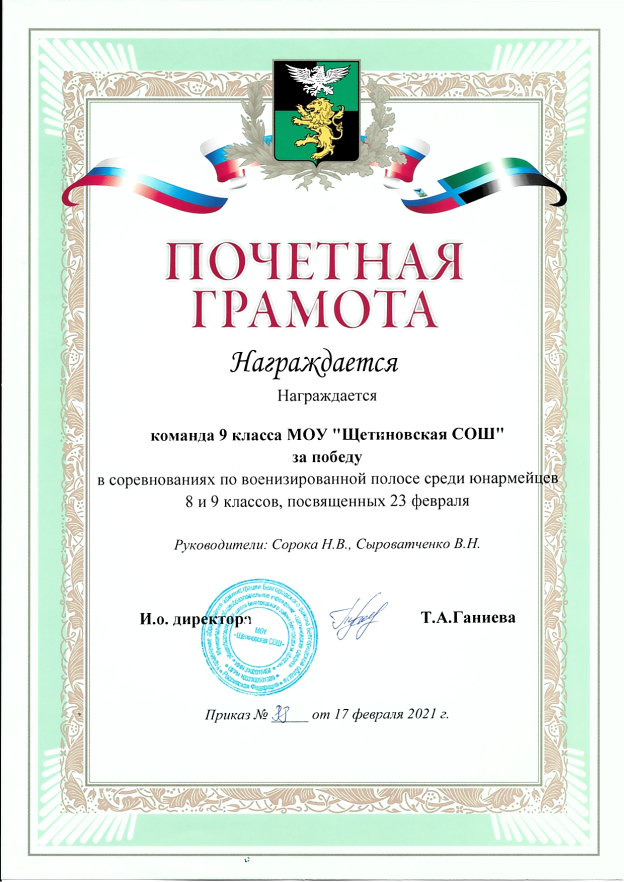 ПОЧЕТНАЯ
ГРАМОТА
Награждается
Награждается
команда 9 класса МОУ "Щетиновская СОШ"
за победу
в соревнованиях по военизированной полосе среди юнармейцев
8 и 9 классов, посвященных 23 февраля
Руководители: Сорока Н.В., Сыроватченко В.Н.
И.о. директора
Т.А.Ганиева
МОУ
«Щетиновская СОШ»
Приказ № 33 от 17 февраля 2021 г.